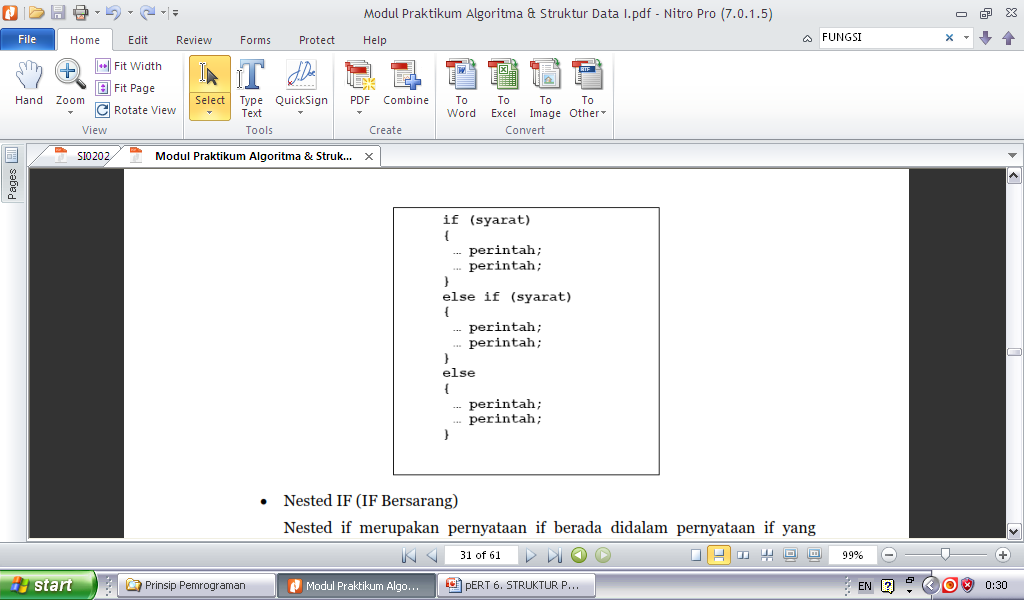 Modul Praktikum Algoritma & Struktur Data I.pdf - Nitro Pro (7.0.1.5)
File Home Edit Review Forms Protect Help FUNGSI
Hand Zoom Fit Width
Fit Page
Rotate View
View
Select Type Text QuickSign
Tools
PDF Combine
Create
To Word To Excel To Image To Other
Convert
SI0202 Modul Praktikum Algoritma & Struk...
Pages
if (syarat)
{
… perintah;
… perintah;
}
else if (syarat)
{
… perintah;
… perintah;
}
else
{
… perintah;
… perintah;
}
• Nested IF (IF Bersarang)
Nested if merupakan pernyataan if berada didalam pernyataan if yang
31 of 61 99%
start Prinsip Pemrograman Modul Praktikum Algo... pERT 6. STRUKTUR P... EN 0:30